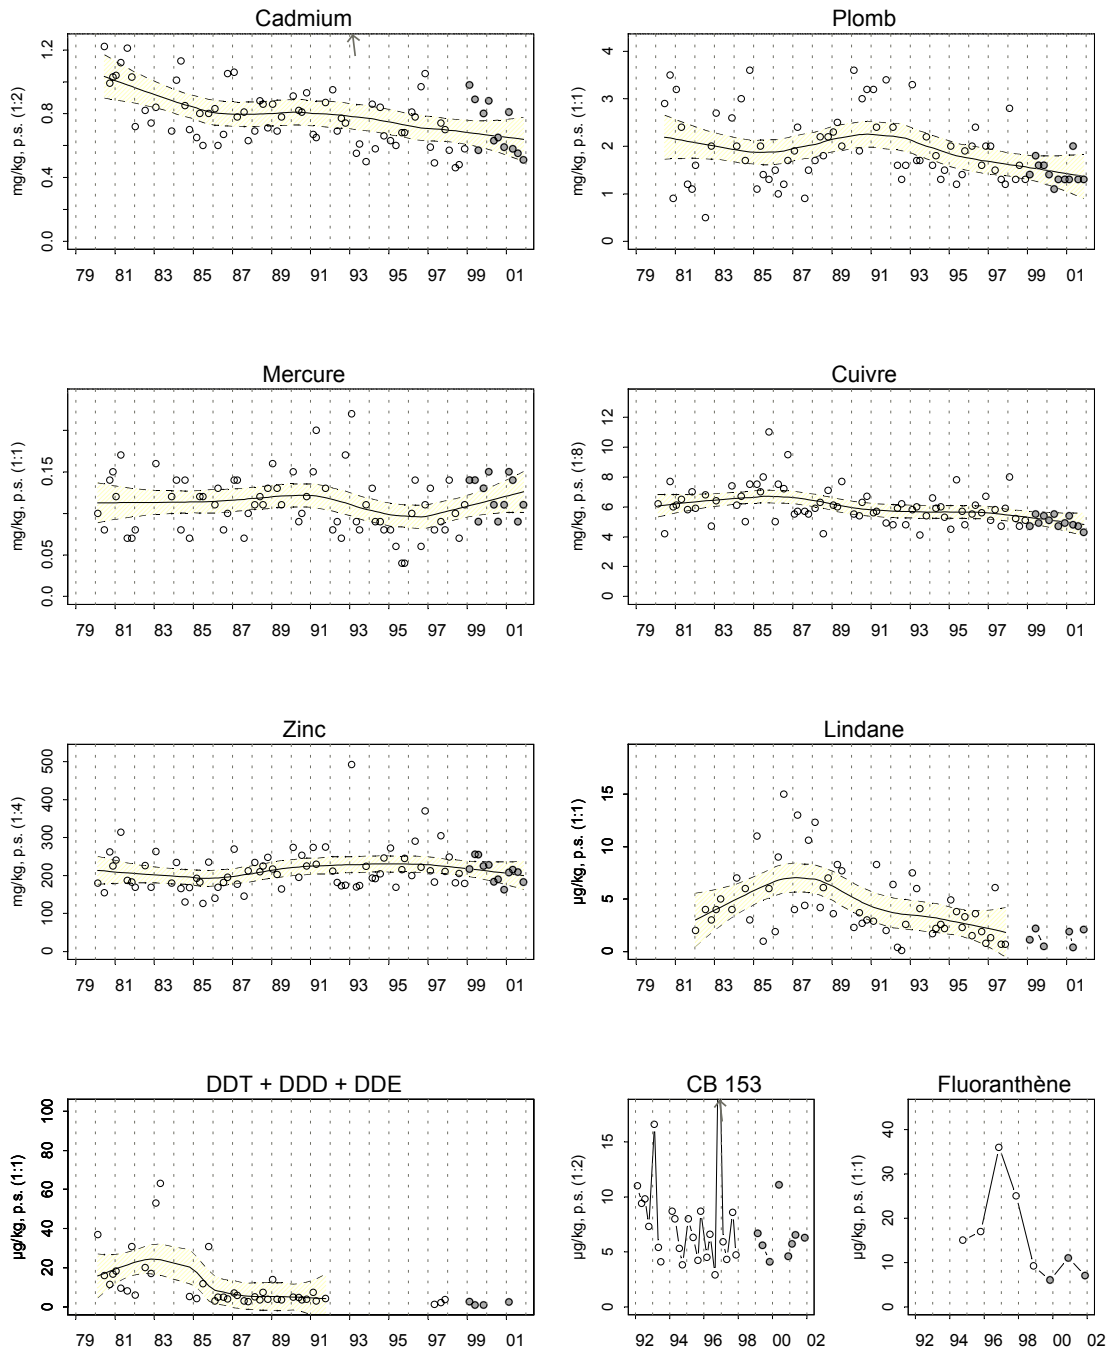 Cadmium
mg/kg, p.s. (1:2)
0.0 0.4 0.8 1.2
79 81 83 85 87 89 91 93 95 97 99 01
Plomb
mg/kg, p.s. (1:1)
0 1 2 3 4
79 81 83 85 87 89 91 93 95 97 99 01
Mercure
mg/kg, p.s. (1:1)
0.0 0.05 0.15
79 81 83 85 87 89 91 93 95 97 99 01
Cuivre
mg/kg, p.s. (1:8)
0 2 4 6 8 10 12
79 81 83 85 87 89 91 93 95 97 99 01
Zinc
mg/kg, p.s. (1:4)
0 100 200 300 400 500
79 81 83 85 87 89 91 93 95 97 99 01
Lindane
µg/kg, p.s. (1:1)
0 5 10 15
79 81 83 85 87 89 91 93 95 97 99 01
DDT + DDD + DDE
µg/kg, p.s. (1:1)
0 20 40 60 80 100
79 81 83 85 87 89 91 93 95 97 99 01
CB 153
µg/kg, p.s. (1:2)
0 5 10 15
92 94 96 98 00 02
Fluoranthène
µg/kg, p.s. (1:1)
0 10 20 30 40
92 94 96 98 00 02